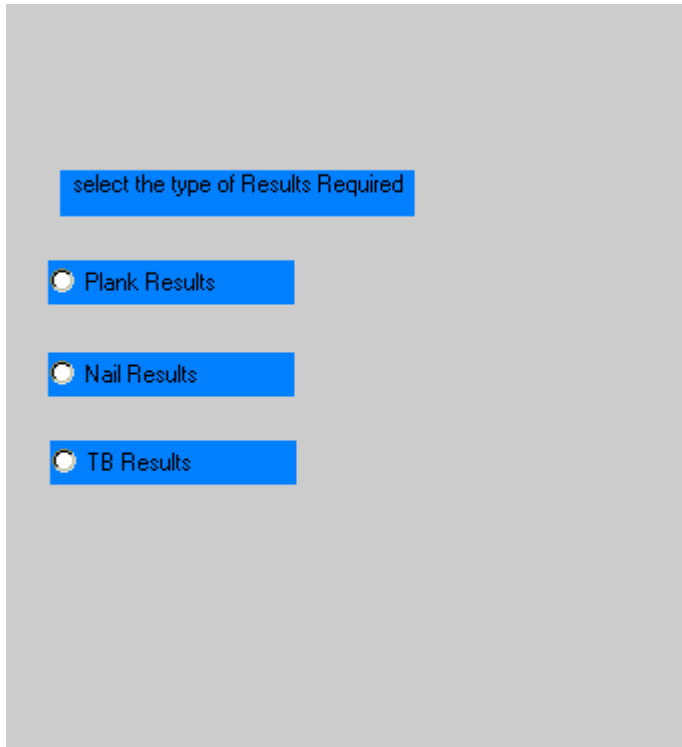 select the type of Results Required
Plank Results
Nail Results
TB Results